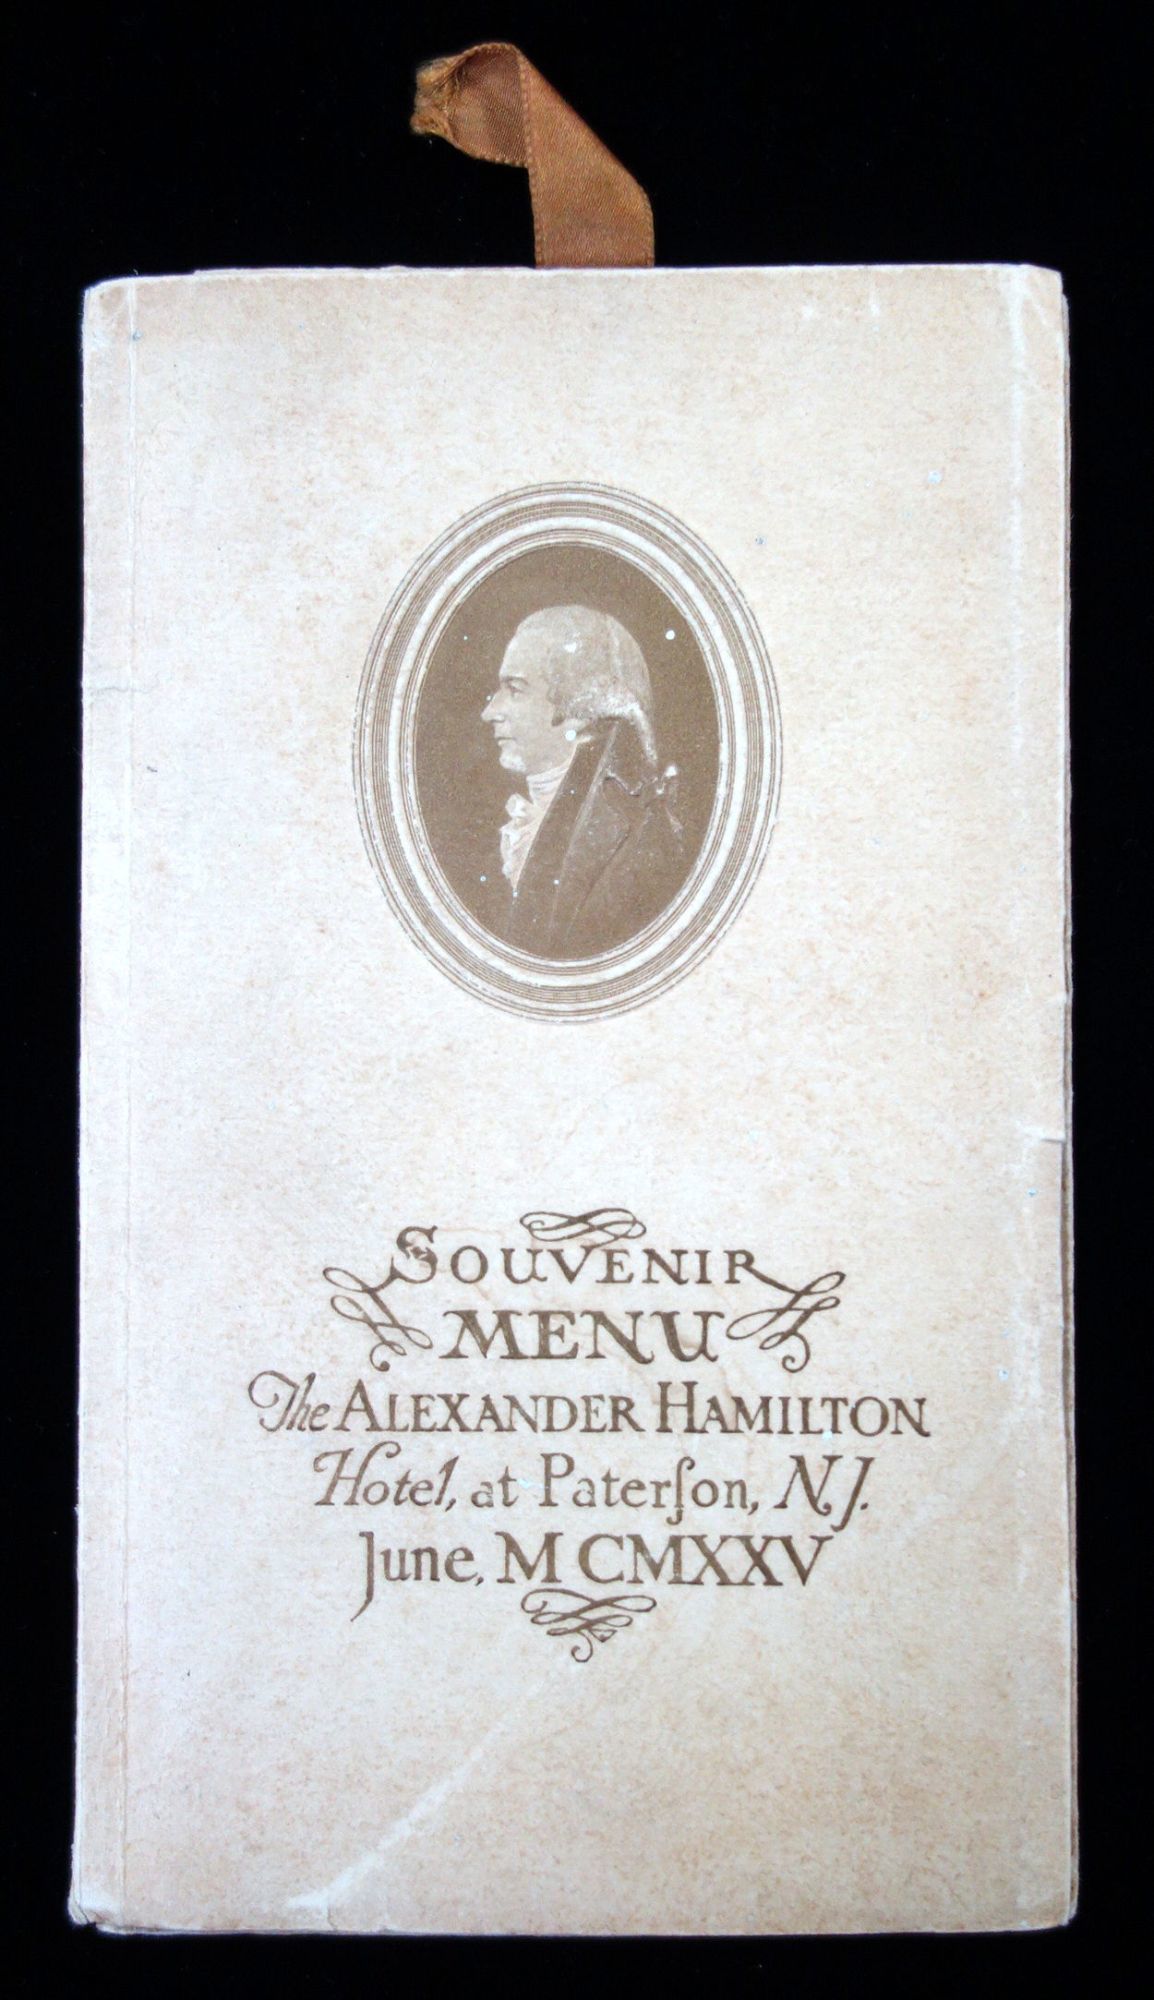 SOUVENIR
MENU
The ALEXANDER HAMILTON
Hotel, at Paterſon, N.J.
June, MCMXXV